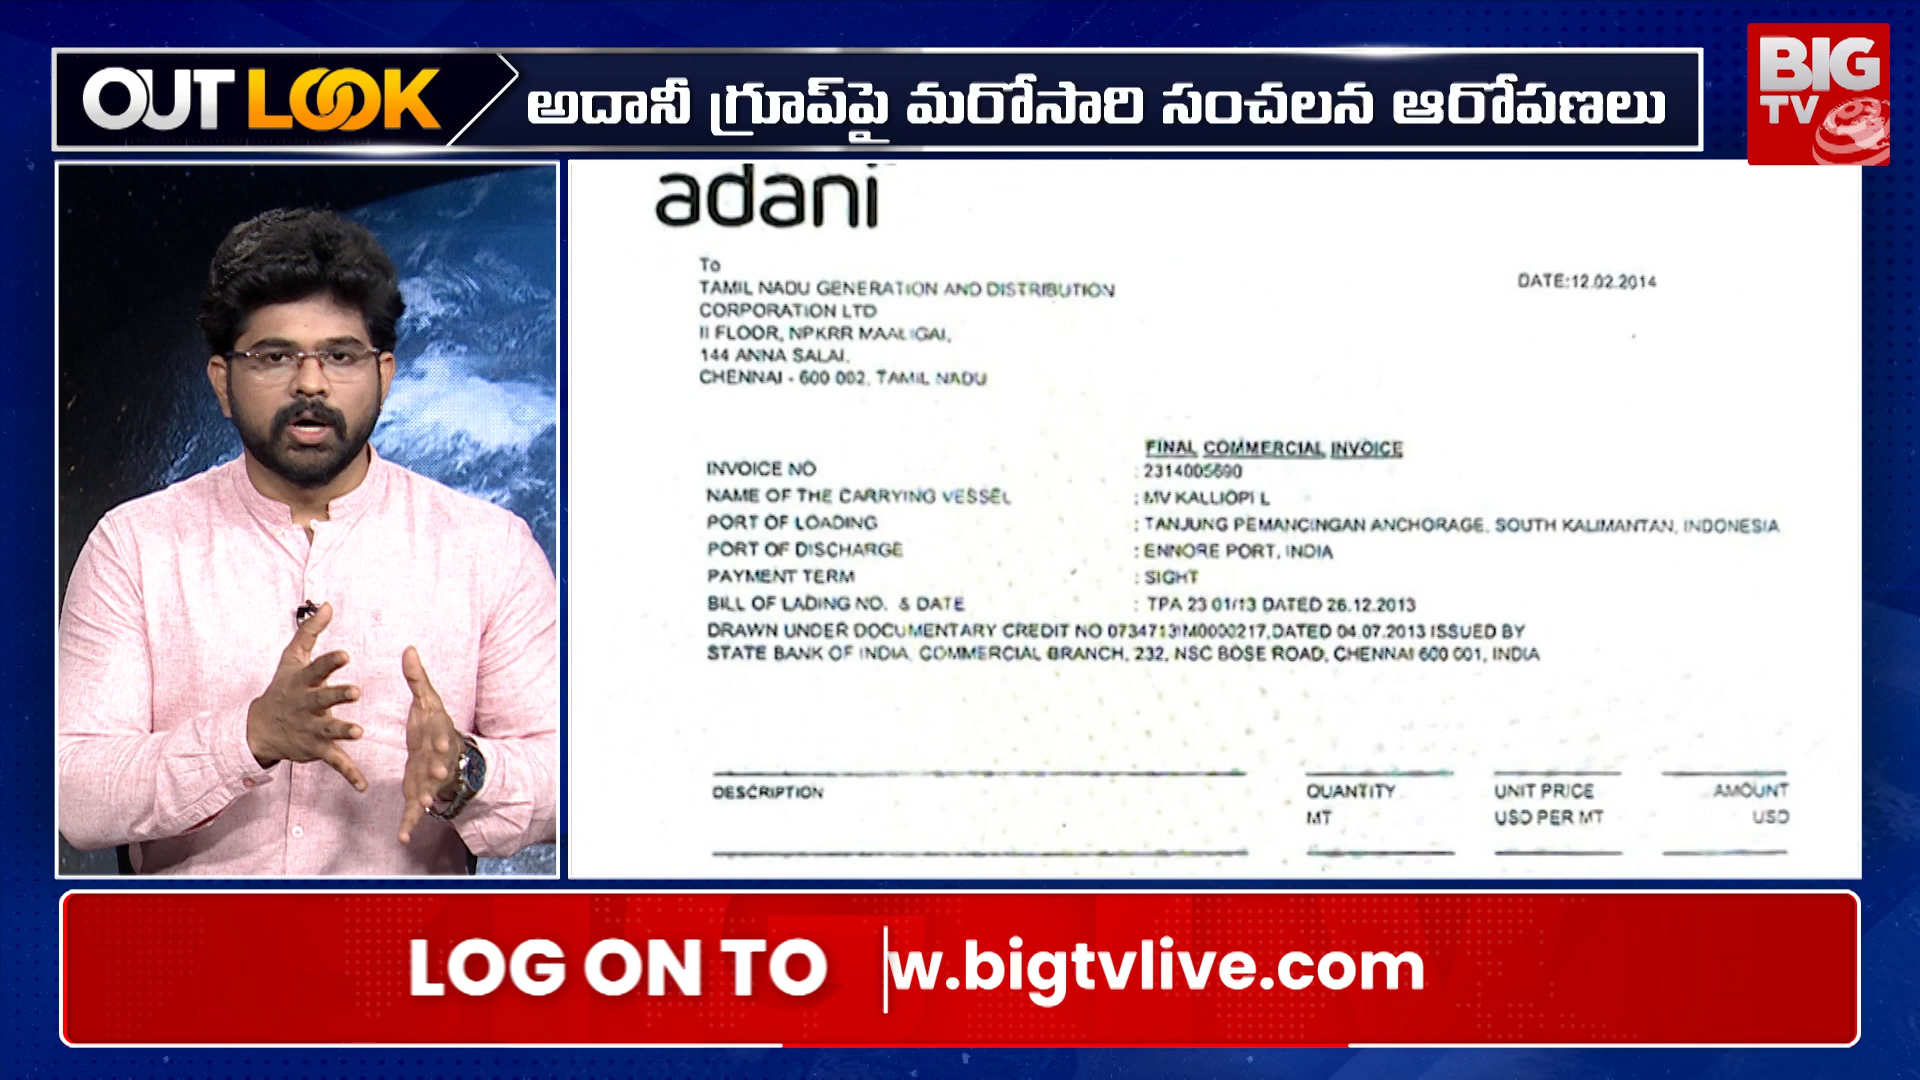 OUT LOOK
అదానీ గ్రూప్‌పై మరోసారి సంచలన ఆరోపణలు
BIG
TV
adani
To
TAMIL NADU GENERATION AND DISTRIBUTION
CORPORATION LTD
II FLOOR, NPKRR MAALIGAI,
144 ANNA SALAI,
CHENNAI - 600 002, TAMIL NADU
DATE:12.02.2014
FINAL COMMERCIAL INVOICE
INVOICE NO : 2314005690
NAME OF THE CARRYING VESSEL : MV KALLIOPI L
PORT OF LOADING : TANJUNG PEMANCINGAN ANCHORAGE, SOUTH KALIMANTAN, INDONESIA
PORT OF DISCHARGE : ENNORE PORT, INDIA
PAYMENT TERM : SIGHT
BILL OF LADING NO. & DATE : TPA 23 01/13 DATED 26.12.2013
DRAWN UNDER DOCUMENTARY CREDIT NO 0734713IM0000217,DATED 04.07.2013 ISSUED BY
STATE BANK OF INDIA, COMMERCIAL BRANCH, 232, NSC BOSE ROAD, CHENNAI 600 001, INDIA
DESCRIPTION QUANTITY UNIT PRICE AMOUNT
MT USD PER MT USD
LOG ON TO w.bigtvlive.com